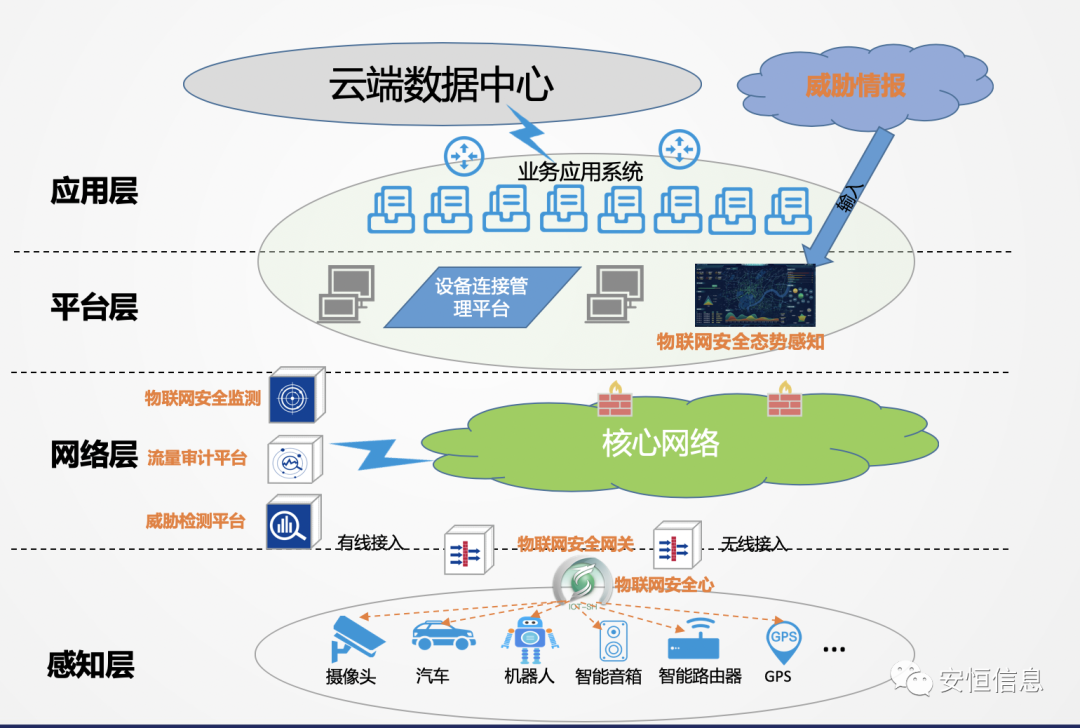 云端数据中心
威胁情报
业务应用系统
应用层
输入
设备连接管
理平台
平台层
物联网安全态势感知
物联网安全监测
核心网络
网络层
流量审计平台
威胁检测平台
有线接入
物联网安全网关
无线接入
物联网安全心
IOT-SH
GPS
感知层
摄像头
汽车
机器人
智能音箱
智能路由器
GPS
...
安恒信息